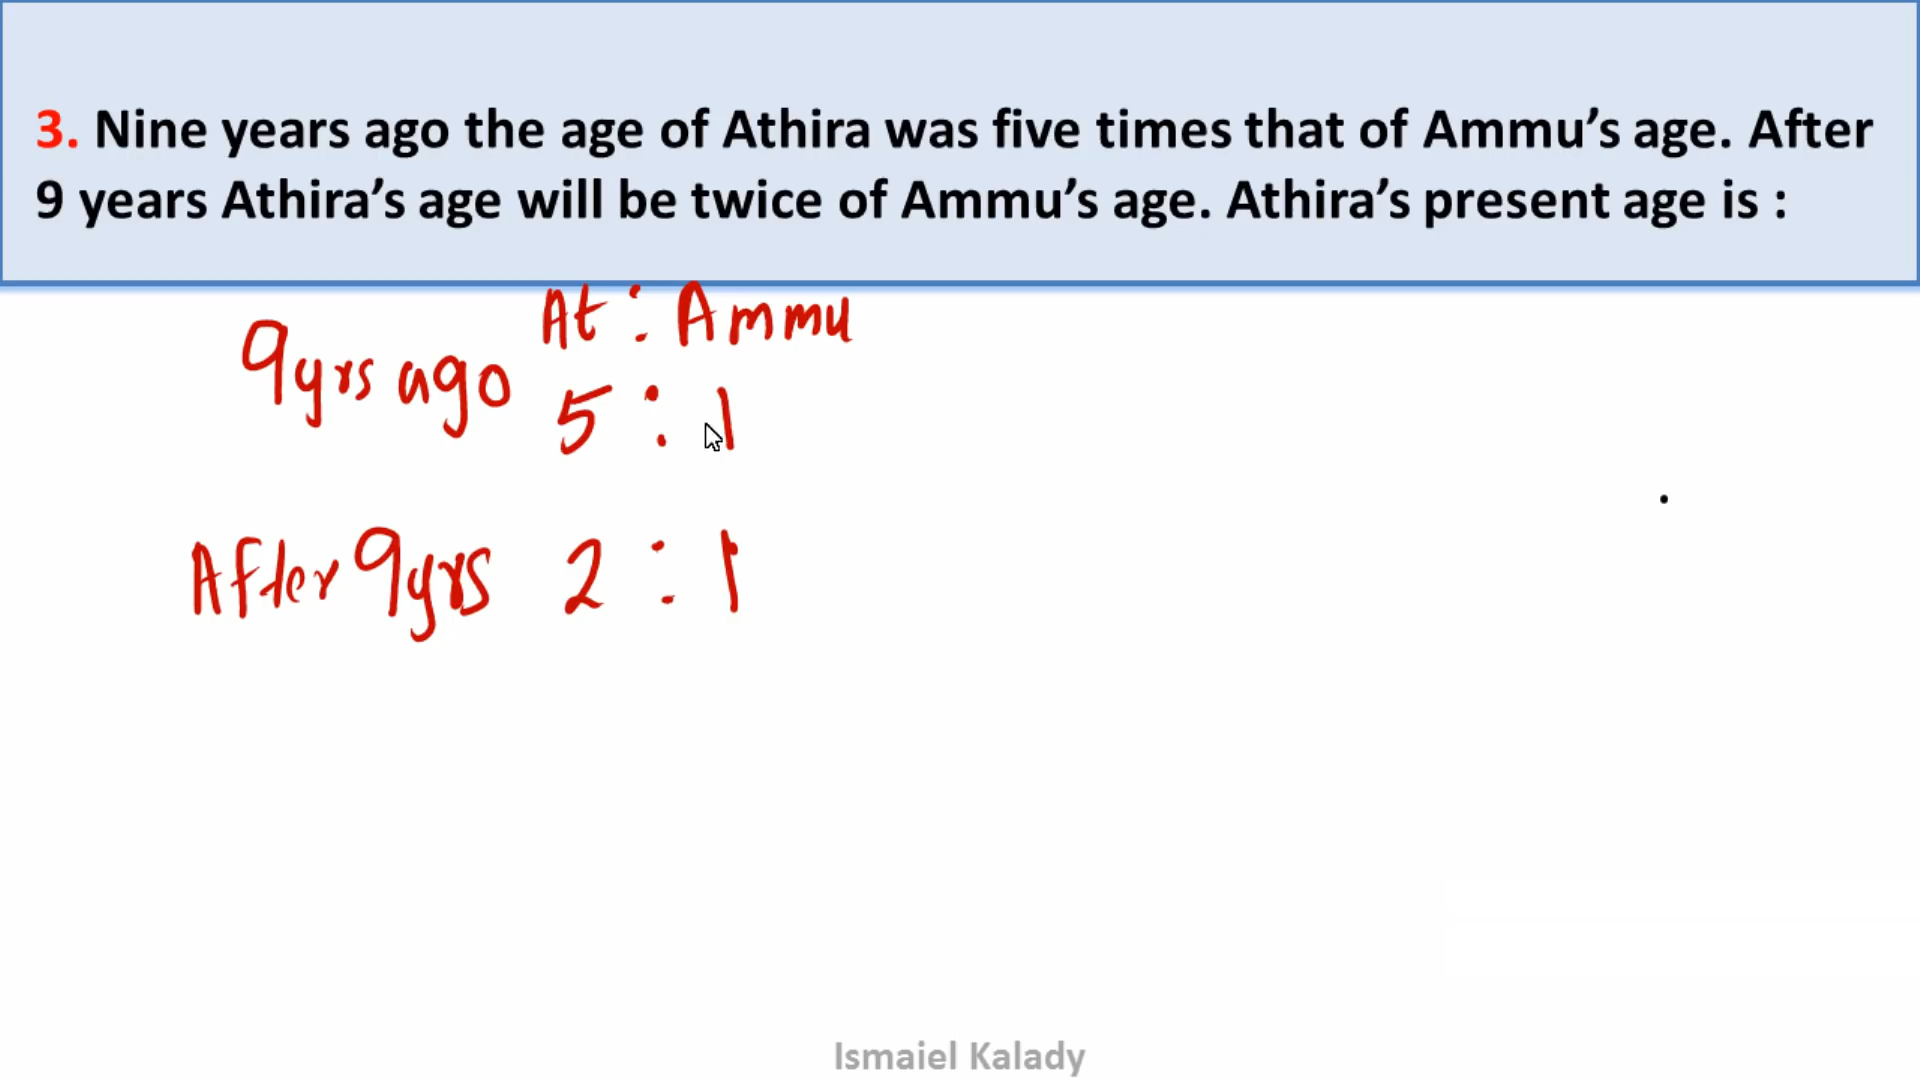 3. Nine years ago the age of Athira was five times that of Ammu’s age. After
9 years Athira’s age will be twice of Ammu’s age. Athira’s present age is :
At : Ammu
9yrs ago 5 : 1
After 9yrs 2 : 1
Ismaiel Kalady